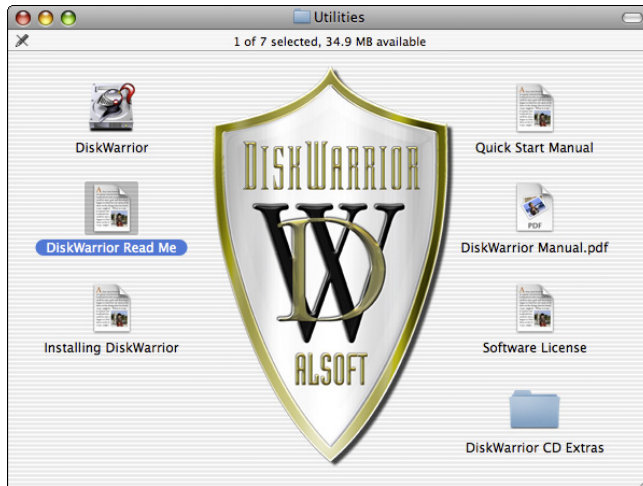 Utilities
1 of 7 selected, 34.9 MB available
DiskWarrior
Quick Start Manual
DISKWARRIOR
DW
ALSOFT
DiskWarrior Read Me
PDF
DiskWarrior Manual.pdf
Installing DiskWarrior
Software License
DiskWarrior CD Extras